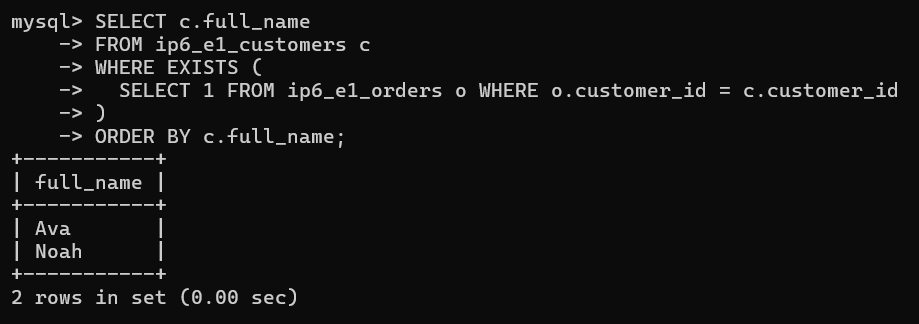 mysql> SELECT c.full_name
    -> FROM ip6_e1_customers c
    -> WHERE EXISTS (
    ->   SELECT 1 FROM ip6_e1_orders o WHERE o.customer_id = c.customer_id
    -> )
    -> ORDER BY c.full_name;
+-----------+
| full_name |
+-----------+
| Ava       |
| Noah      |
+-----------+
2 rows in set (0.00 sec)